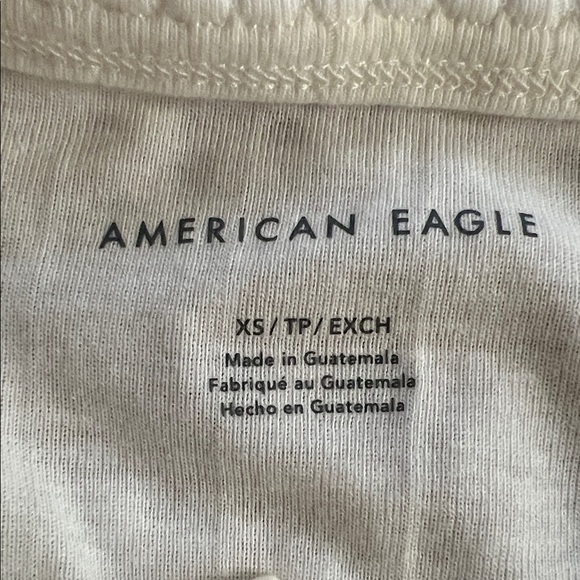 AMERICAN EAGLE
XS / TP / EXCH
Made in Guatemala
Fabriqué au Guatemala
Hecho en Guatemala